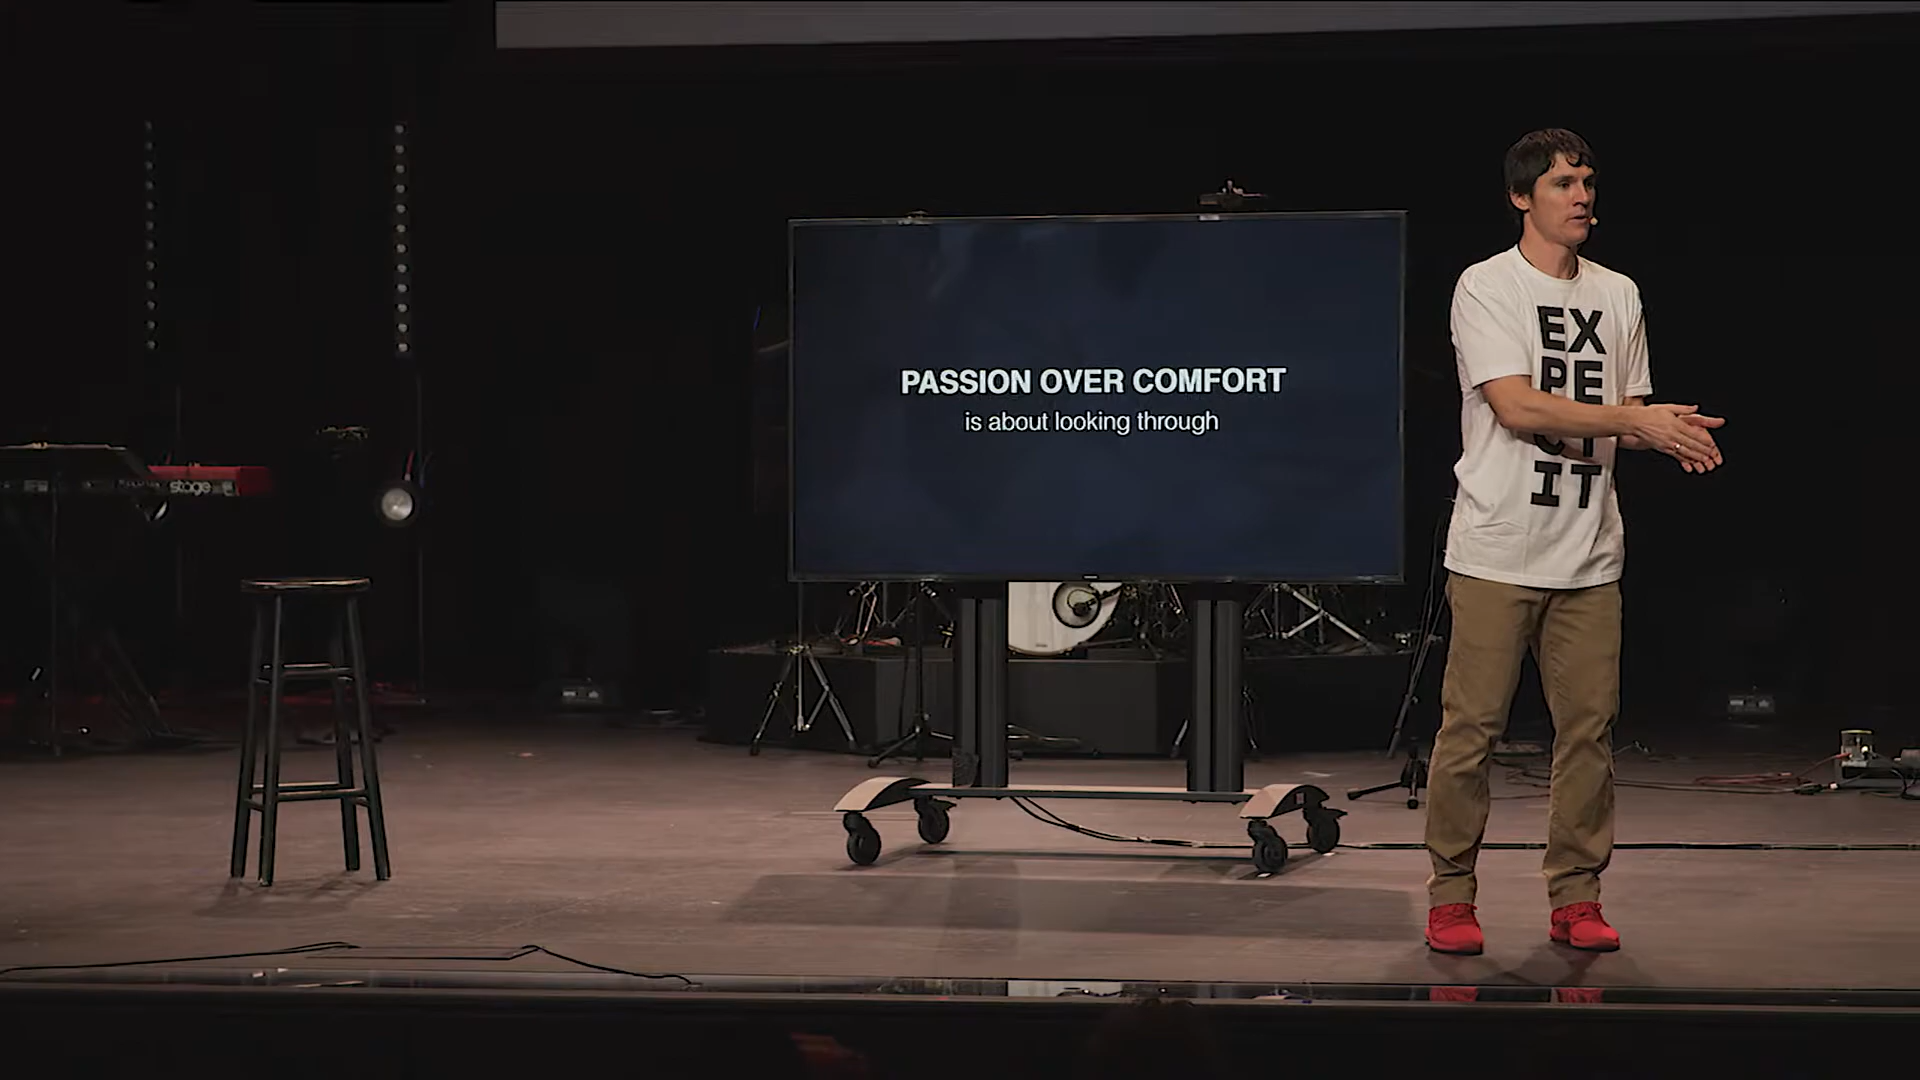 PASSION OVER COMFORT
is about looking through
EX
PE
CT
IT
stage